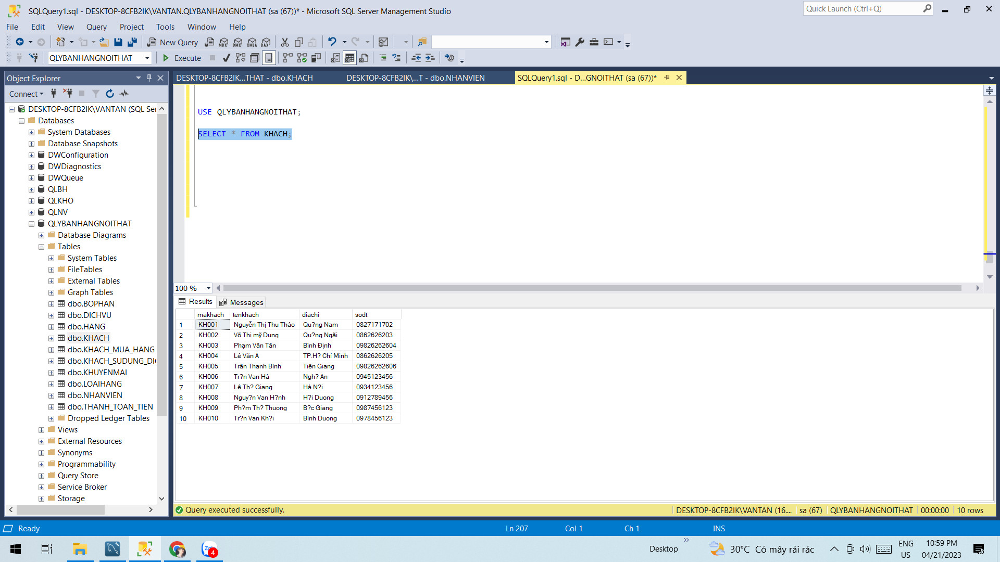 SQLQuery1.sql - DESKTOP-8CFB2IK\VANTAN.QLYBANHANGNOITHAT (sa (67))* - Microsoft SQL Server Management Studio
Quick Launch (Ctrl+Q)
File Edit View Query Project Tools Window Help
New Query MDX DMX XMLA DAX
QLYBANHANGNOITHAT Execute
Object Explorer
Connect
DESKTOP-8CFB2IK\VANTAN (SQL Ser
Databases
System Databases
Database Snapshots
DWConfiguration
DWDiagnostics
DWQueue
QLBH
QLKHO
QLNV
QLYBANHANGNOITHAT
Database Diagrams
Tables
System Tables
FileTables
External Tables
Graph Tables
dbo.BOPHAN
dbo.DICHVU
dbo.HANG
dbo.KHACH
dbo.KHACH_MUA_HANG
dbo.KHACH_SUDUNG_DIC
dbo.KHUYENMAI
dbo.LOAIHANG
dbo.NHANVIEN
dbo.THANH_TOAN_TIEN
Dropped Ledger Tables
Views
External Resources
Synonyms
Programmability
Query Store
Service Broker
Storage
DESKTOP-8CFB2IK...THAT - dbo.KHACH DESKTOP-8CFB2IK\...T - dbo.NHANVIEN SQLQuery1.sql - D...GNOITHAT (sa (67))*
USE QLYBANHANGNOITHAT;
SELECT * FROM KHACH;
100 %
Results Messages
makhach tenkhach diachi sodt
1 KH001 Nguyễn Thị Thu Thảo Qu?ng Nam 0827171702
2 KH002 Võ Thị mỹ Dung Qu?ng Ngãi 0862626203
3 KH003 Phạm Văn Tân Bình Định 09826262604
4 KH004 Lê Văn A TP.H? Chí Minh 0862626205
5 KH005 Trần Thanh Bình Tiền Giang 09826262606
6 KH006 Tr?n Van Hà Ngh? An 0945123456
7 KH007 Lê Th? Giang Hà N?i 0934123456
8 KH008 Nguy?n Van H?nh H?i Duong 0912789456
9 KH009 Ph?m Th? Thuong B?c Giang 0987456123
10 KH010 Tr?n Van Kh?i Bình Duong 0978456123
Query executed successfully. DESKTOP-8CFB2IK\VANTAN (16.... sa (67) QLYBANHANGNOITHAT 00:00:00 10 rows
Ready Ln 207 Col 1 Ch 1 INS
4
Desktop
30°C Có mây rải rác
ENG
US
10:59 PM
04/21/2023